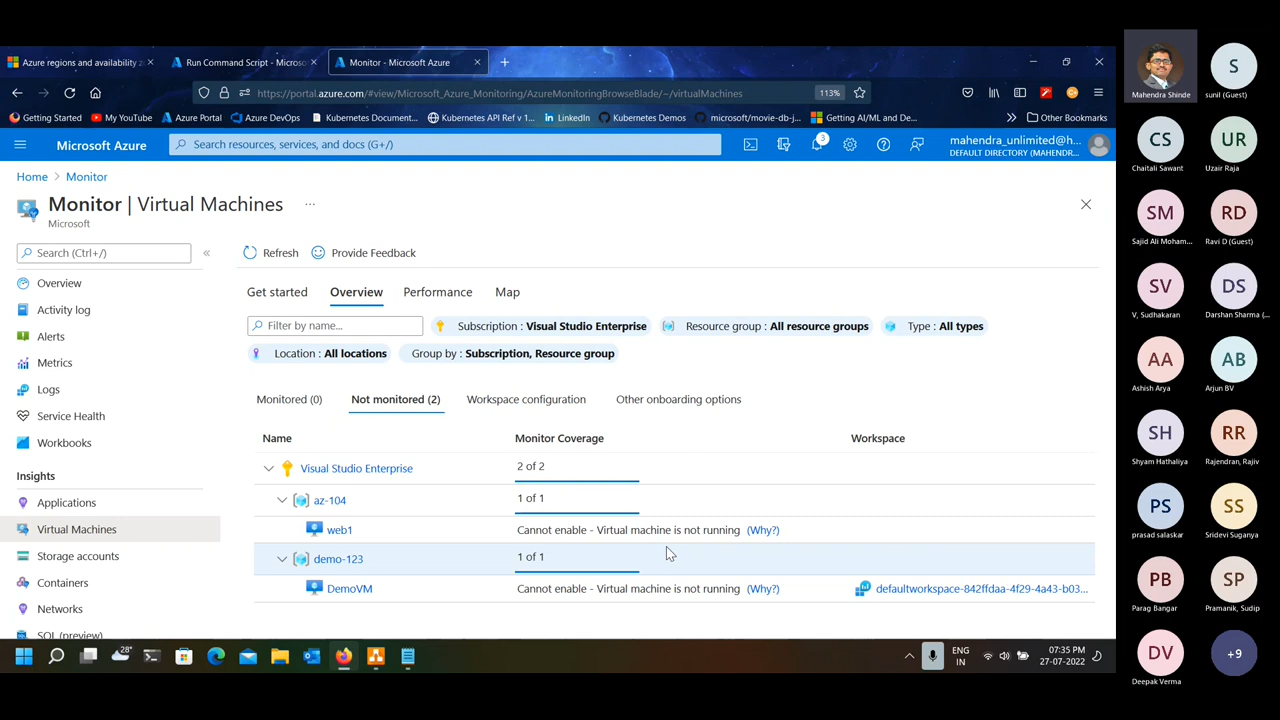 Azure regions and availability z
Run Command Script - Microso
Monitor - Microsoft Azure
https://portal.azure.com/#view/Microsoft_Azure_Monitoring/AzureMonitoringBrowseBlade/~/virtualMachines
113%
Getting Started
My YouTube
Azure Portal
Azure DevOps
Kubernetes Document...
Kubernetes API Ref v 1...
LinkedIn
Kubernetes Demos
microsoft/movie-db-j...
Getting AI/ML and De...
Other Bookmarks
Microsoft Azure
Search resources, services, and docs (G+/)
3
mahendra_unlimited@h...
DEFAULT DIRECTORY (MAHENDR...
Home > Monitor
Monitor | Virtual Machines ...
Microsoft
Search (Ctrl+/)
«
Overview
Activity log
Alerts
Metrics
Logs
Service Health
Workbooks
Insights
Applications
Virtual Machines
Storage accounts
Containers
Networks
SQL (preview)
Refresh
Provide Feedback
Get started
Overview
Performance
Map
Filter by name...
Subscription : Visual Studio Enterprise
Resource group : All resource groups
Type : All types
Location : All locations
Group by : Subscription, Resource group
Monitored (0)
Not monitored (2)
Workspace configuration
Other onboarding options
Name
Monitor Coverage
Workspace
Visual Studio Enterprise
2 of 2
az-104
1 of 1
web1
Cannot enable - Virtual machine is not running (Why?)
demo-123
1 of 1
DemoVM
Cannot enable - Virtual machine is not running (Why?)
defaultworkspace-842ffdaa-4f29-4a43-b03...
28°
ENG
IN
07:35 PM
27-07-2022
Mahendra Shinde
S
sunil (Guest)
CS
Chaitali Sawant
UR
Uzair Raja
SM
Sajid Ali Moham...
RD
Ravi D (Guest)
SV
V, Sudhakaran
DS
Darshan Sharma (...
AA
Ashish Arya
AB
Arjun BV
SH
Shyam Hathaliya
RR
Rajendran, Rajiv
PS
prasad salaskar
SS
Sridevi Suganya
PB
Parag Bangar
SP
Pramanik, Sudip
DV
Deepak Verma
+9